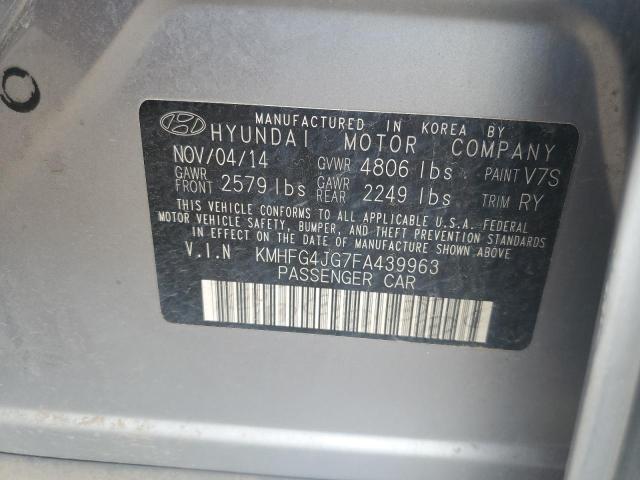 MANUFACTURED IN KOREA BY
HYUNDAI MOTOR COMPANY
NOV/04/14 GVWR 4806 lbs PAINT V7S
GAWR FRONT 2579 lbs GAWR REAR 2249 lbs TRIM RY
THIS VEHICLE CONFORMS TO ALL APPLICABLE U.S.A. FEDERAL
MOTOR VEHICLE SAFETY, BUMPER, AND THEFT PREVENTION STANDARDS
IN EFFECT ON THE DATE OF MANUFACTURE SHOWN ABOVE
V.I.N KMHFG4JG7FA439963
PASSENGER CAR